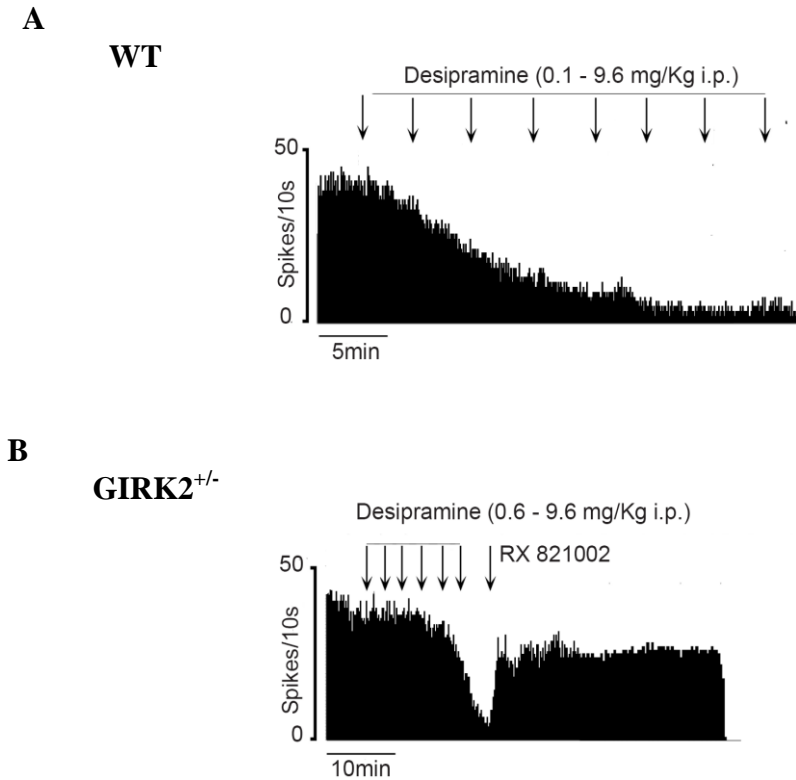 A
WT
Desipramine (0.1 - 9.6 mg/Kg i.p.)
50
Spikes/10s
0
5min
B
GIRK2+/-
Desipramine (0.6 - 9.6 mg/Kg i.p.)
RX 821002
50
Spikes/10s
0
10min